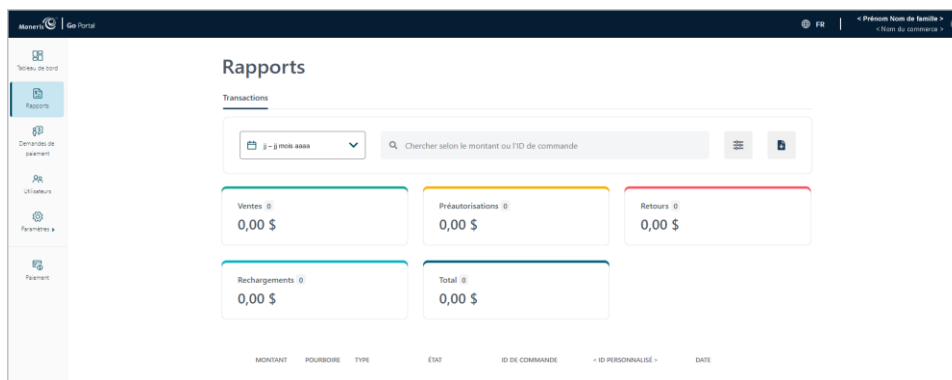 Moneris Go Portal
FR
< Prénom Nom de famille >
< Nom du commerce >
Tableau de bord
Rapports
Demandes de
paiement
Utilisateurs
Paramètres
Paiement
Rapports
Transactions
jj – jj mois aaaa
Chercher selon le montant ou l'ID de commande
Ventes 0
0,00 $
Préautorisations 0
0,00 $
Retours 0
0,00 $
Rechargements 0
0,00 $
Total 0
0,00 $
MONTANT POURBOIRE TYPE ÉTAT ID DE COMMANDE < ID PERSONNALISÉ > DATE